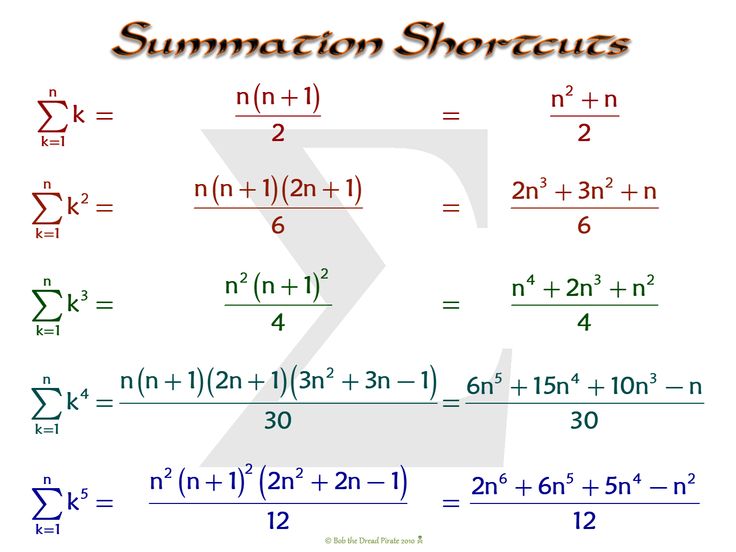 Summation Shortcuts
$\sum_{k=1}^{n} k = \frac{n(n+1)}{2} = \frac{n^2+n}{2}$
$\sum_{k=1}^{n} k^2 = \frac{n(n+1)(2n+1)}{6} = \frac{2n^3+3n^2+n}{6}$
$\sum_{k=1}^{n} k^3 = \frac{n^2(n+1)^2}{4} = \frac{n^4+2n^3+n^2}{4}$
$\sum_{k=1}^{n} k^4 = \frac{n(n+1)(2n+1)(3n^2+3n-1)}{30} = \frac{6n^5+15n^4+10n^3-n}{30}$
$\sum_{k=1}^{n} k^5 = \frac{n^2(n+1)^2(2n^2+2n-1)}{12} = \frac{2n^6+6n^5+5n^4-n^2}{12}$
Σ
© Bob the Dread Pirate 2010